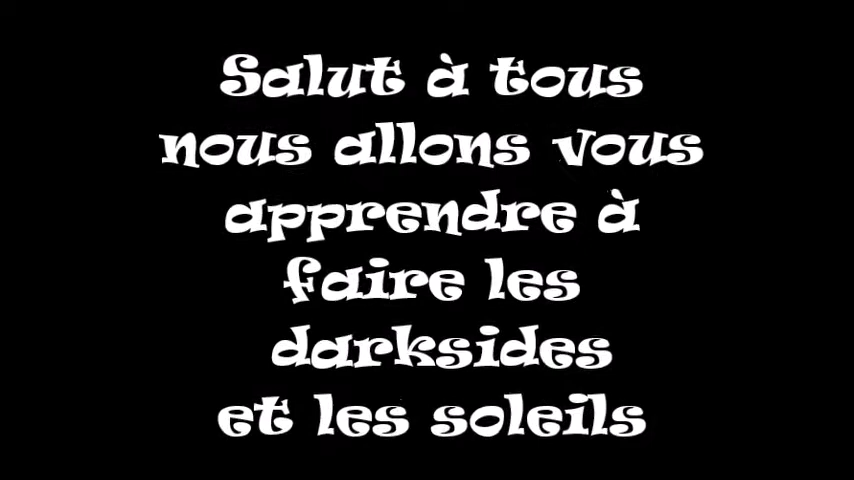 Salut à tous
nous allons vous
apprendre à
faire les
darksides
et les soleils